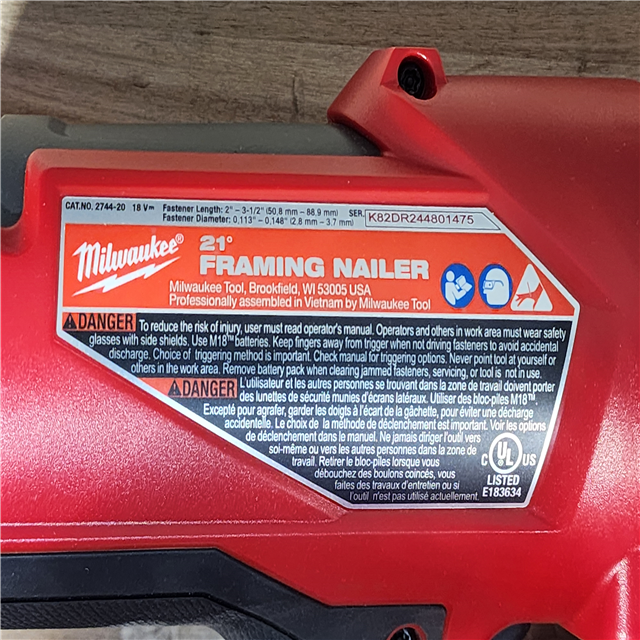 CAT.NO. 2744-20 18 V⎓ Fastener Length: 2" – 3-1/2" (50,8 mm – 88,9 mm) SER.
Fastener Diameter: 0,113" – 0,148" (2,8 mm – 3.7 mm)
K82DR244801475
Milwaukee®
21°
FRAMING NAILER
Milwaukee Tool, Brookfield, WI 53005 USA
Professionally assembled in Vietnam by Milwaukee Tool
DANGER To reduce the risk of injury, user must read operator's manual. Operators and others in work area must wear safety
glasses with side shields. Use M18™ batteries. Keep fingers away from trigger when not driving fasteners to avoid accidental
discharge. Choice of triggering method is important. Check manual for triggering options. Never point tool at yourself or
others in the work area. Remove battery pack when clearing jammed fasteners, servicing, or tool is not in use.
DANGER L'utilisateur et les autres personnes se trouvant dans la zone de travail doivent porter
des lunettes de sécurité munies d'écrans latéraux. Utiliser des bloc-piles M18™.
Excepté pour agrafer, garder les doigts à l'écart de la gâchette, pour éviter une décharge
accidentelle. Le choix de la méthode de déclenchement est important. Voir les options
de déclenchement dans le manuel. Ne jamais diriger l'outil vers
soi-même ou vers les autres personnes dans la zone de
travail. Retirer le bloc-piles lorsque vous
débouchez des boulons coincés, vous
faites des travaux d'entretien ou si
l'outil n'est pas utilisé actuellement.
C UL US
®
LISTED
E183634